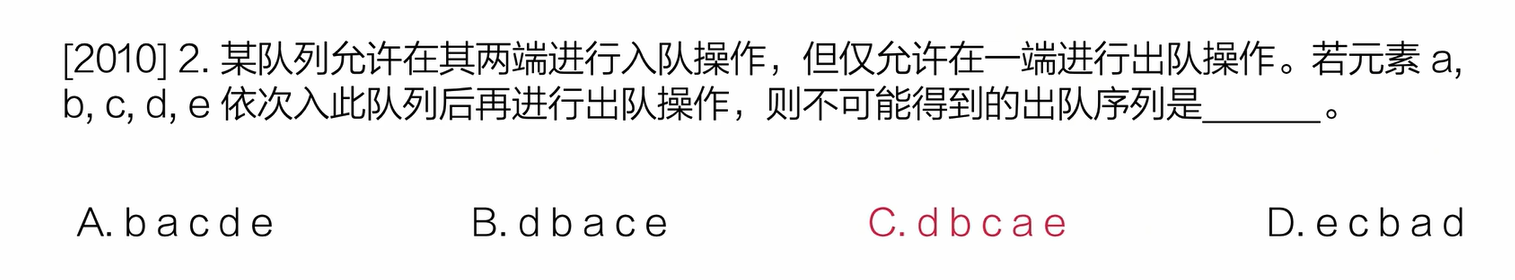 [2010] 2. 某队列允许在其两端进行入队操作，但仅允许在一端进行出队操作。若元素 a,
b, c, d, e 依次入此队列后再进行出队操作，则不可能得到的出队序列是______。
A. b a c d e B. d b a c e C. d b c a e D. e c b a d